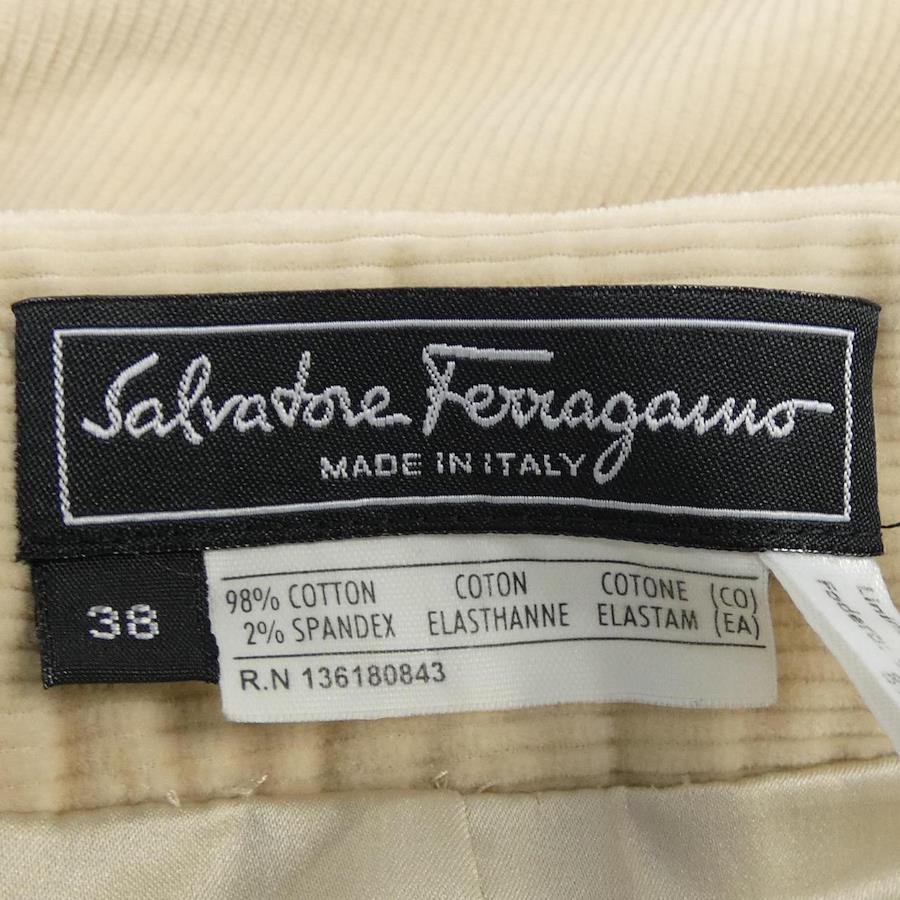 Salvatore Ferragamo
MADE IN ITALY
38
98% COTTON COTON COTONE (CO)
2% SPANDEX ELASTHANNE ELASTAM (EA)
R.N 136180843